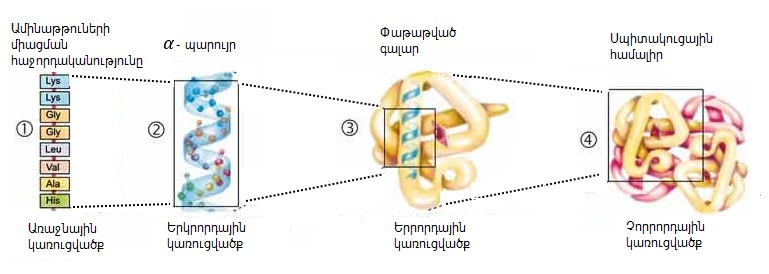 Ամինաթթուների
միացման
հաջորդականությունը
α - պարույր
Փաթաթված
գալար
Սպիտակուցային
համալիր
Lys
Lys
Gly
Gly
Leu
Val
Ala
His
①
②
③
④
Առաջնային
կառուցվածք
Երկրորդային
կառուցվածք
Երրորդային
կառուցվածք
Չորրորդային
կառուցվածք